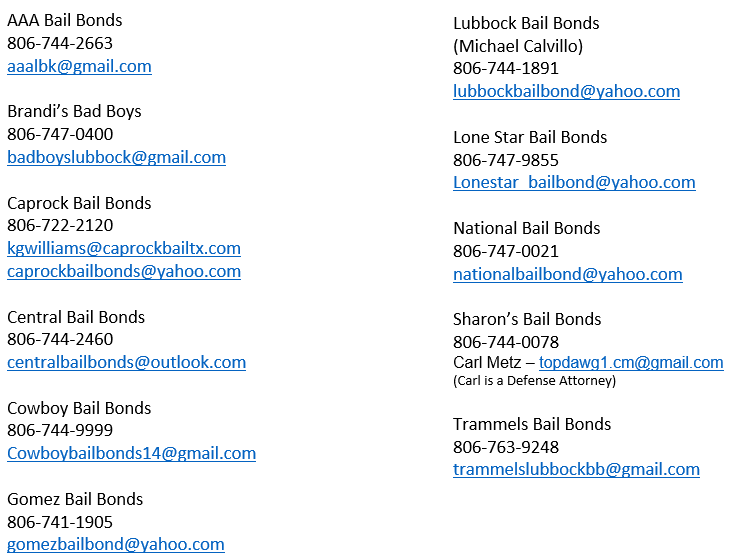 AAA Bail Bonds
806-744-2663
aaalbk@gmail.com
Brandi's Bad Boys
806-747-0400
badboyslubbock@gmail.com
Caprock Bail Bonds
806-722-2120
kgwilliams@caprockbailtx.com
caprockbailbonds@yahoo.com
Central Bail Bonds
806-744-2460
centralbailbonds@outlook.com
Cowboy Bail Bonds
806-744-9999
Cowboybailbonds14@gmail.com
Gomez Bail Bonds
806-741-1905
gomezbailbond@yahoo.com
Lubbock Bail Bonds
(Michael Calvillo)
806-744-1891
lubbockbailbond@yahoo.com
Lone Star Bail Bonds
806-747-9855
Lonestar_bailbond@yahoo.com
National Bail Bonds
806-747-0021
nationalbailbond@yahoo.com
Sharon's Bail Bonds
806-744-0078
Carl Metz – topdawg1.cm@gmail.com
(Carl is a Defense Attorney)
Trammels Bail Bonds
806-763-9248
trammelslubbockbb@gmail.com